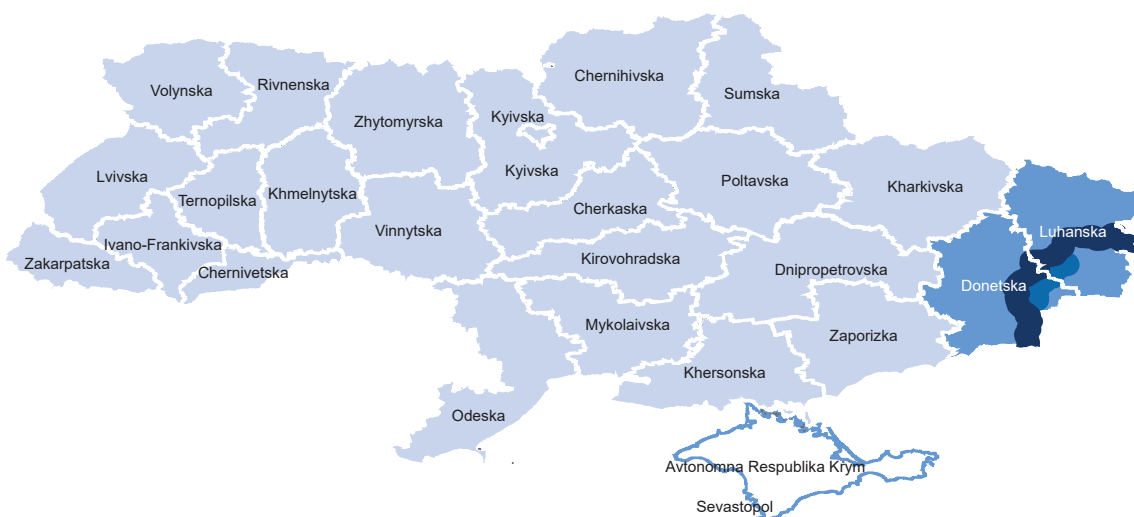 Chernihivska
Rivnenska
Volynska
Sumska
Kyivska
Zhytomyrska
Kyivska
Lvivska
Poltavska
Kharkivska
Khmelnytska
Ternopilska
Cherkaska
Vinnytska
Luhanska
Ivano-Frankivska
Kirovohradska
Zakarpatska
Chernivetska
Dnipropetrovska
Donetska
Mykolaivska
Zaporizka
Khersonska
Odeska
Avtonomna Respublika Krym
Sevastopol